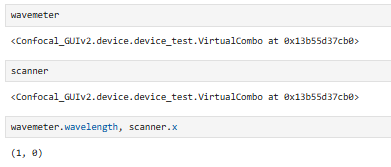 wavemeter
<Confocal_GUIv2.device.device_test.VirtualCombo at 0x13b55d37cb0>
scanner
<Confocal_GUIv2.device.device_test.VirtualCombo at 0x13b55d37cb0>
wavemeter.wavelength, scanner.x
(1, 0)